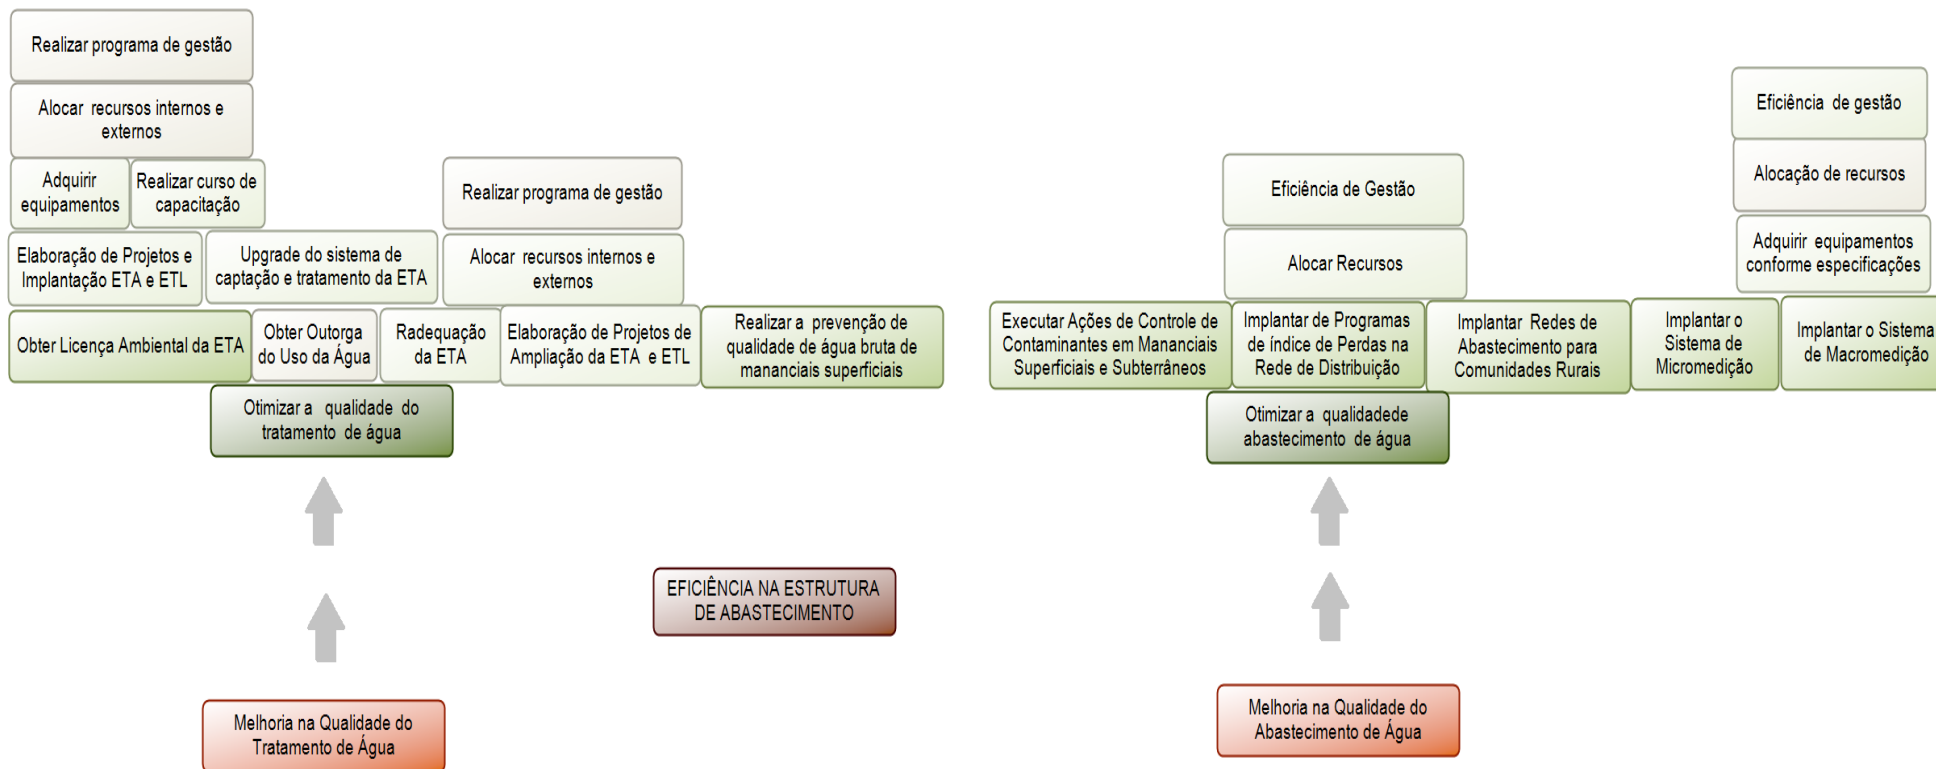 Realizar programa de gestão
Alocar recursos internos e
externos
Adquirir
equipamentos
Realizar curso de
capacitação
Elaboração de Projetos e
Implantação ETA e ETL
Upgrade do sistema de
captação e tratamento da ETA
Realizar programa de gestão
Alocar recursos internos e
externos
Obter Licença Ambiental da ETA
Obter Outorga
do Uso da Água
Radequação
da ETA
Elaboração de Projetos de
Ampliação da ETA e ETL
Realizar a prevenção de
qualidade de água bruta de
mananciais superficiais
Otimizar a qualidade do
tratamento de água
EFICIÊNCIA NA ESTRUTURA
DE ABASTECIMENTO
Melhoria na Qualidade do
Tratamento de Água
Eficiência de Gestão
Alocar Recursos
Eficiência de gestão
Alocação de recursos
Adquirir equipamentos
conforme especificações
Executar Ações de Controle de
Contaminantes em Mananciais
Superficiais e Subterrâneos
Implantar de Programas
de índice de Perdas na
Rede de Distribuição
Implantar Redes de
Abastecimento para
Comunidades Rurais
Implantar o
Sistema de
Micromedição
Implantar o Sistema
de Macromedição
Otimizar a qualidadede
abastecimento de água
Melhoria na Qualidade do
Abastecimento de Água